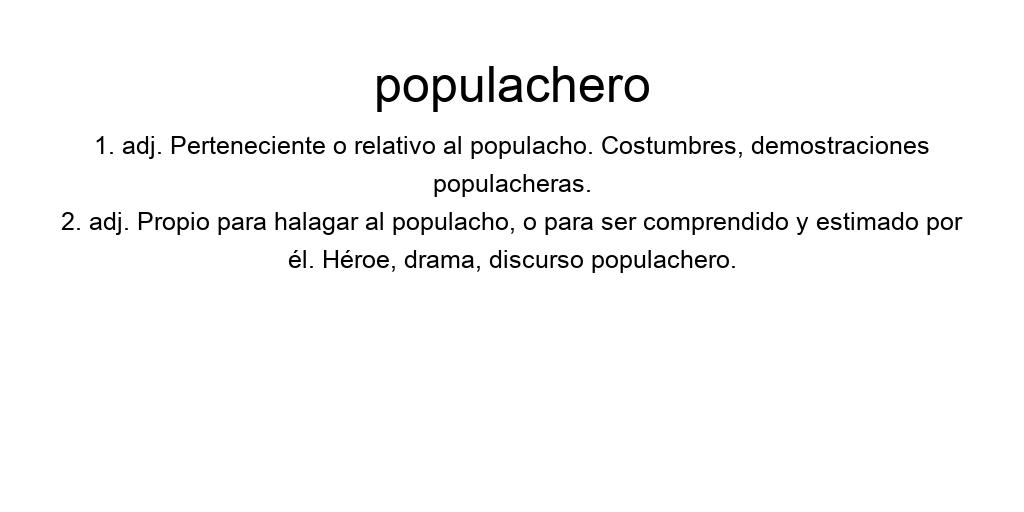 populachero
1. adj. Perteneciente o relativo al populacho. Costumbres, demostraciones
populacheras.
2. adj. Propio para halagar al populacho, o para ser comprendido y estimado por
él. Héroe, drama, discurso populachero.